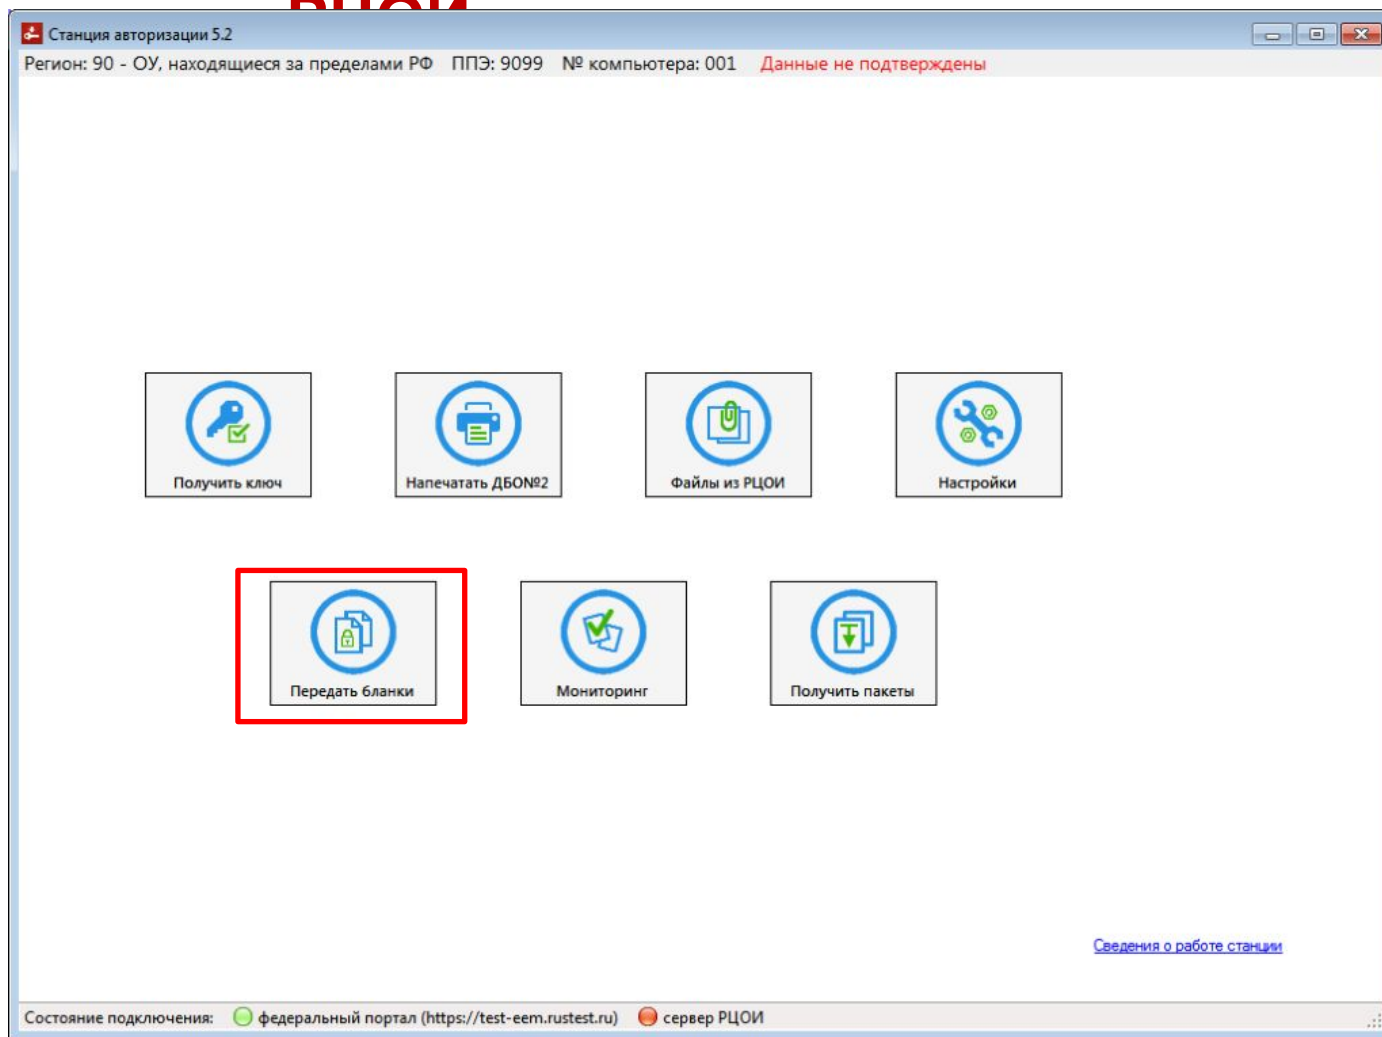 РЦОИ
Станция авторизации 5.2
Регион: 90 - ОУ, находящиеся за пределами РФ ППЭ: 9099 № компьютера: 001 Данные не подтверждены
Получить ключ
Напечатать ДБО№2
Файлы из РЦОИ
Настройки
Передать бланки
Мониторинг
Получить пакеты
Сведения о работе станции
Состояние подключения: федеральный портал (https://test-eem.rustest.ru) сервер РЦОИ